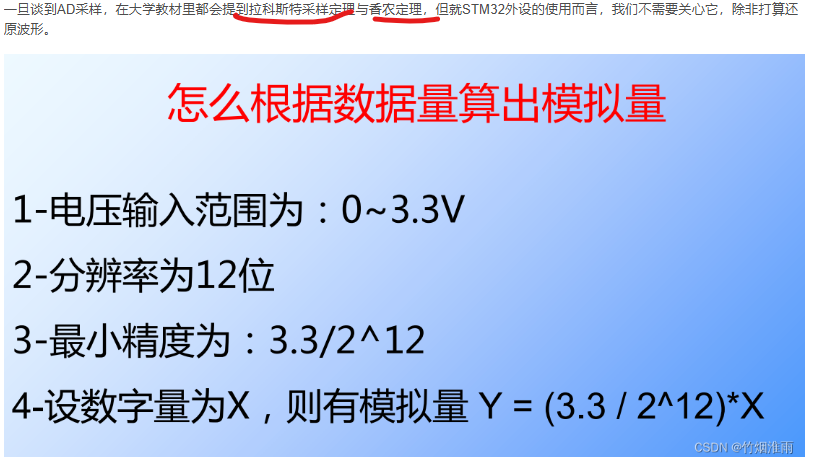 一旦谈到AD采样，在大学教材里都会提到拉科斯特采样定理与香农定理，但就STM32外设的使用而言，我们不需要关心它，除非打算还
原波形。
怎么根据数据量算出模拟量
1-电压输入范围为：0~3.3V
2-分辨率为12位
3-最小精度为：3.3/2^12
4-设数字量为X，则有模拟量 Y = (3.3 / 2^12)*X
CSDN @竹烟淮雨